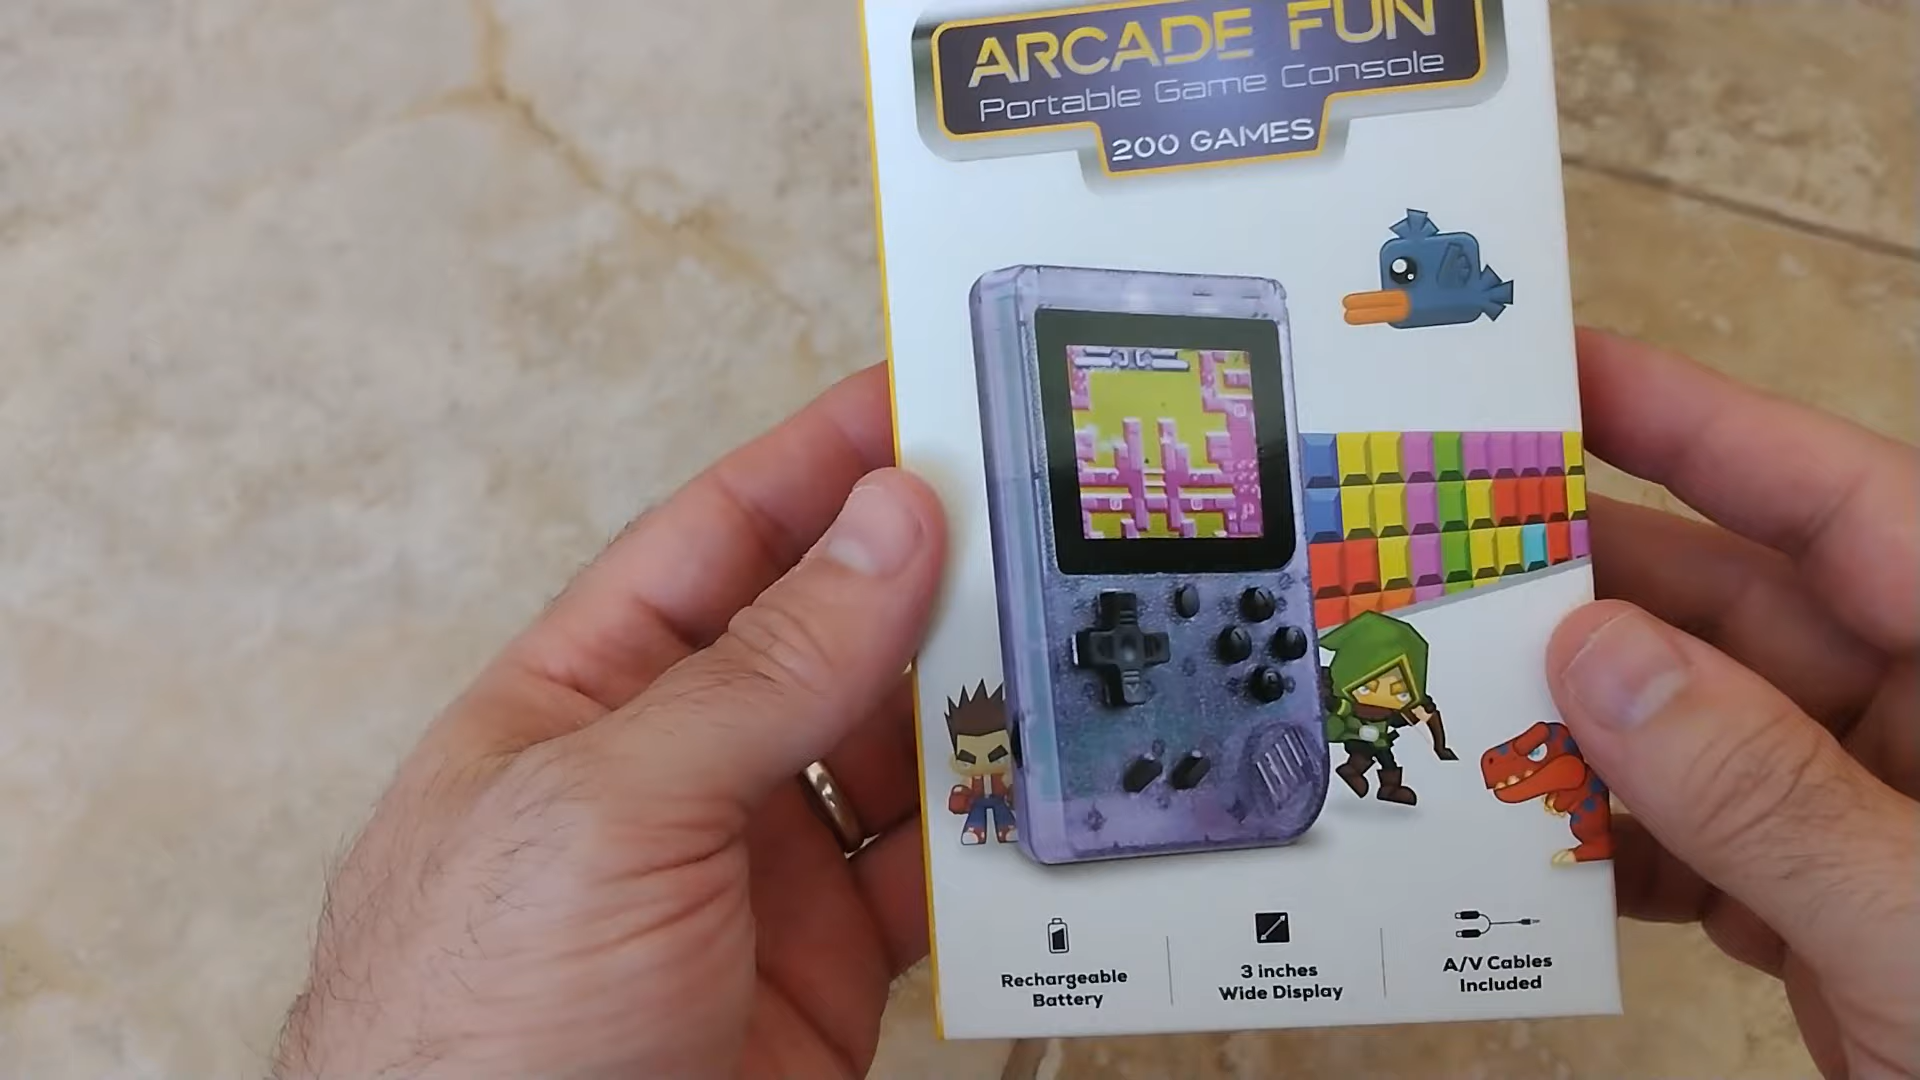 ARCADE FUN
Portable Game Console
200 GAMES
Rechargeable
Battery
3 inches
Wide Display
A/V Cables
Included